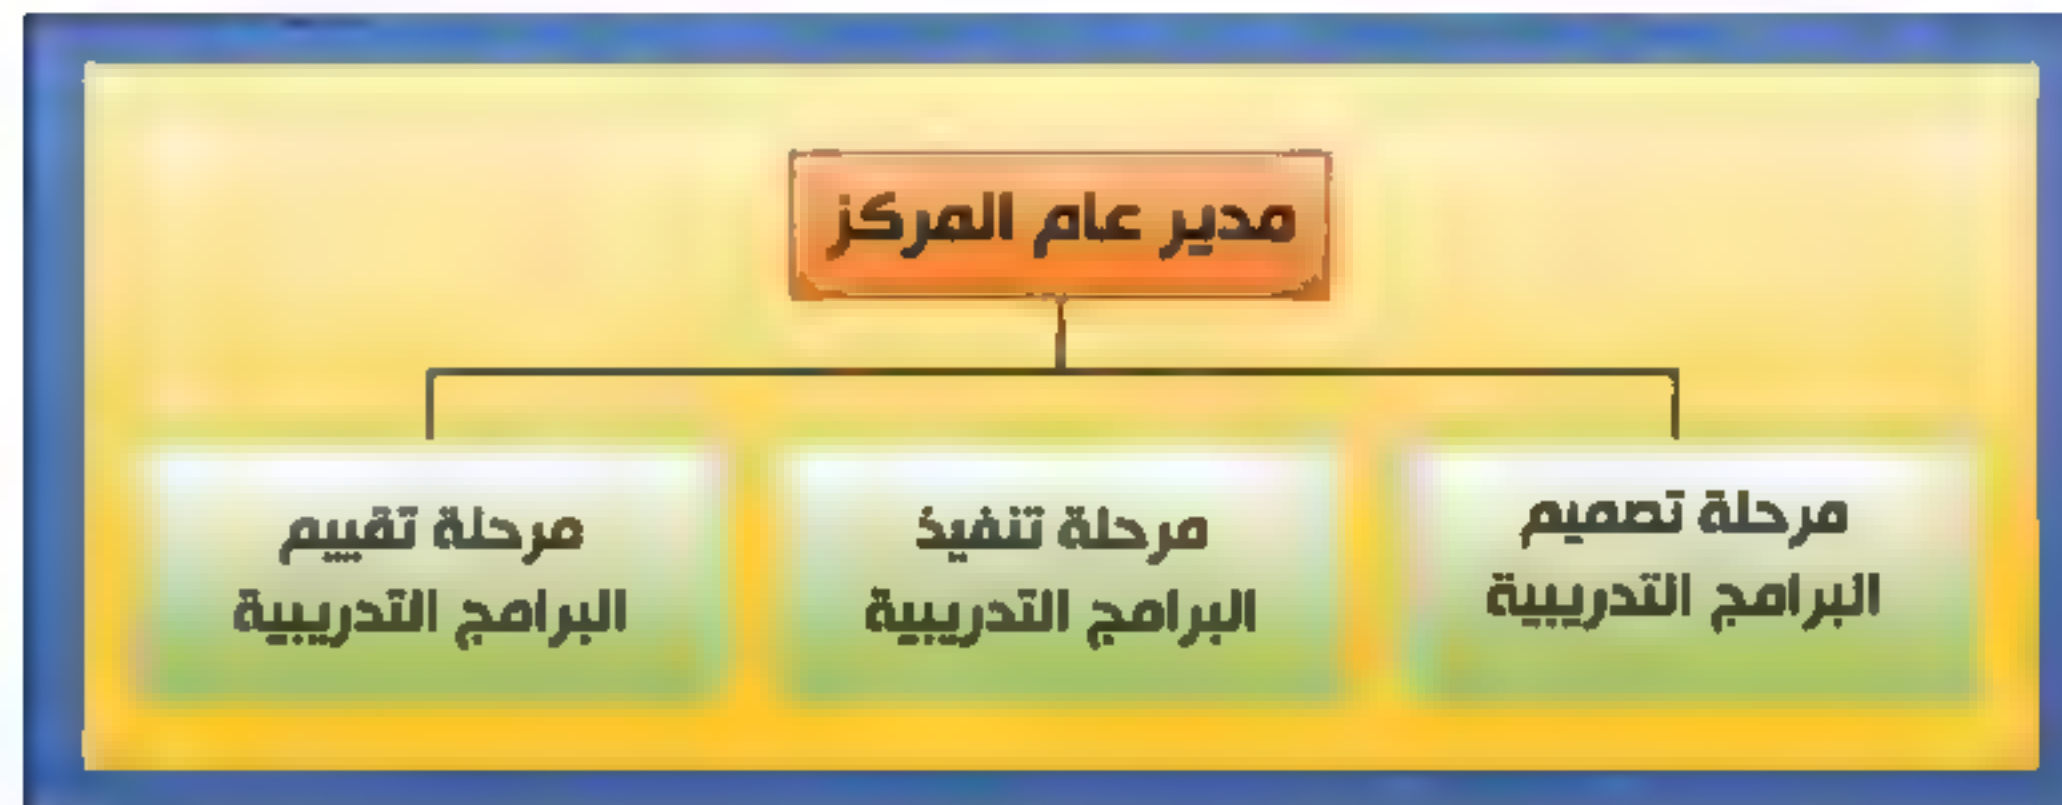 مدير عام المركز
مرحلة تصميم
البرامج التدريبية
مرحلة تنفيذ
البرامج التدريبية
مرحلة تقييم
البرامج التدريبية